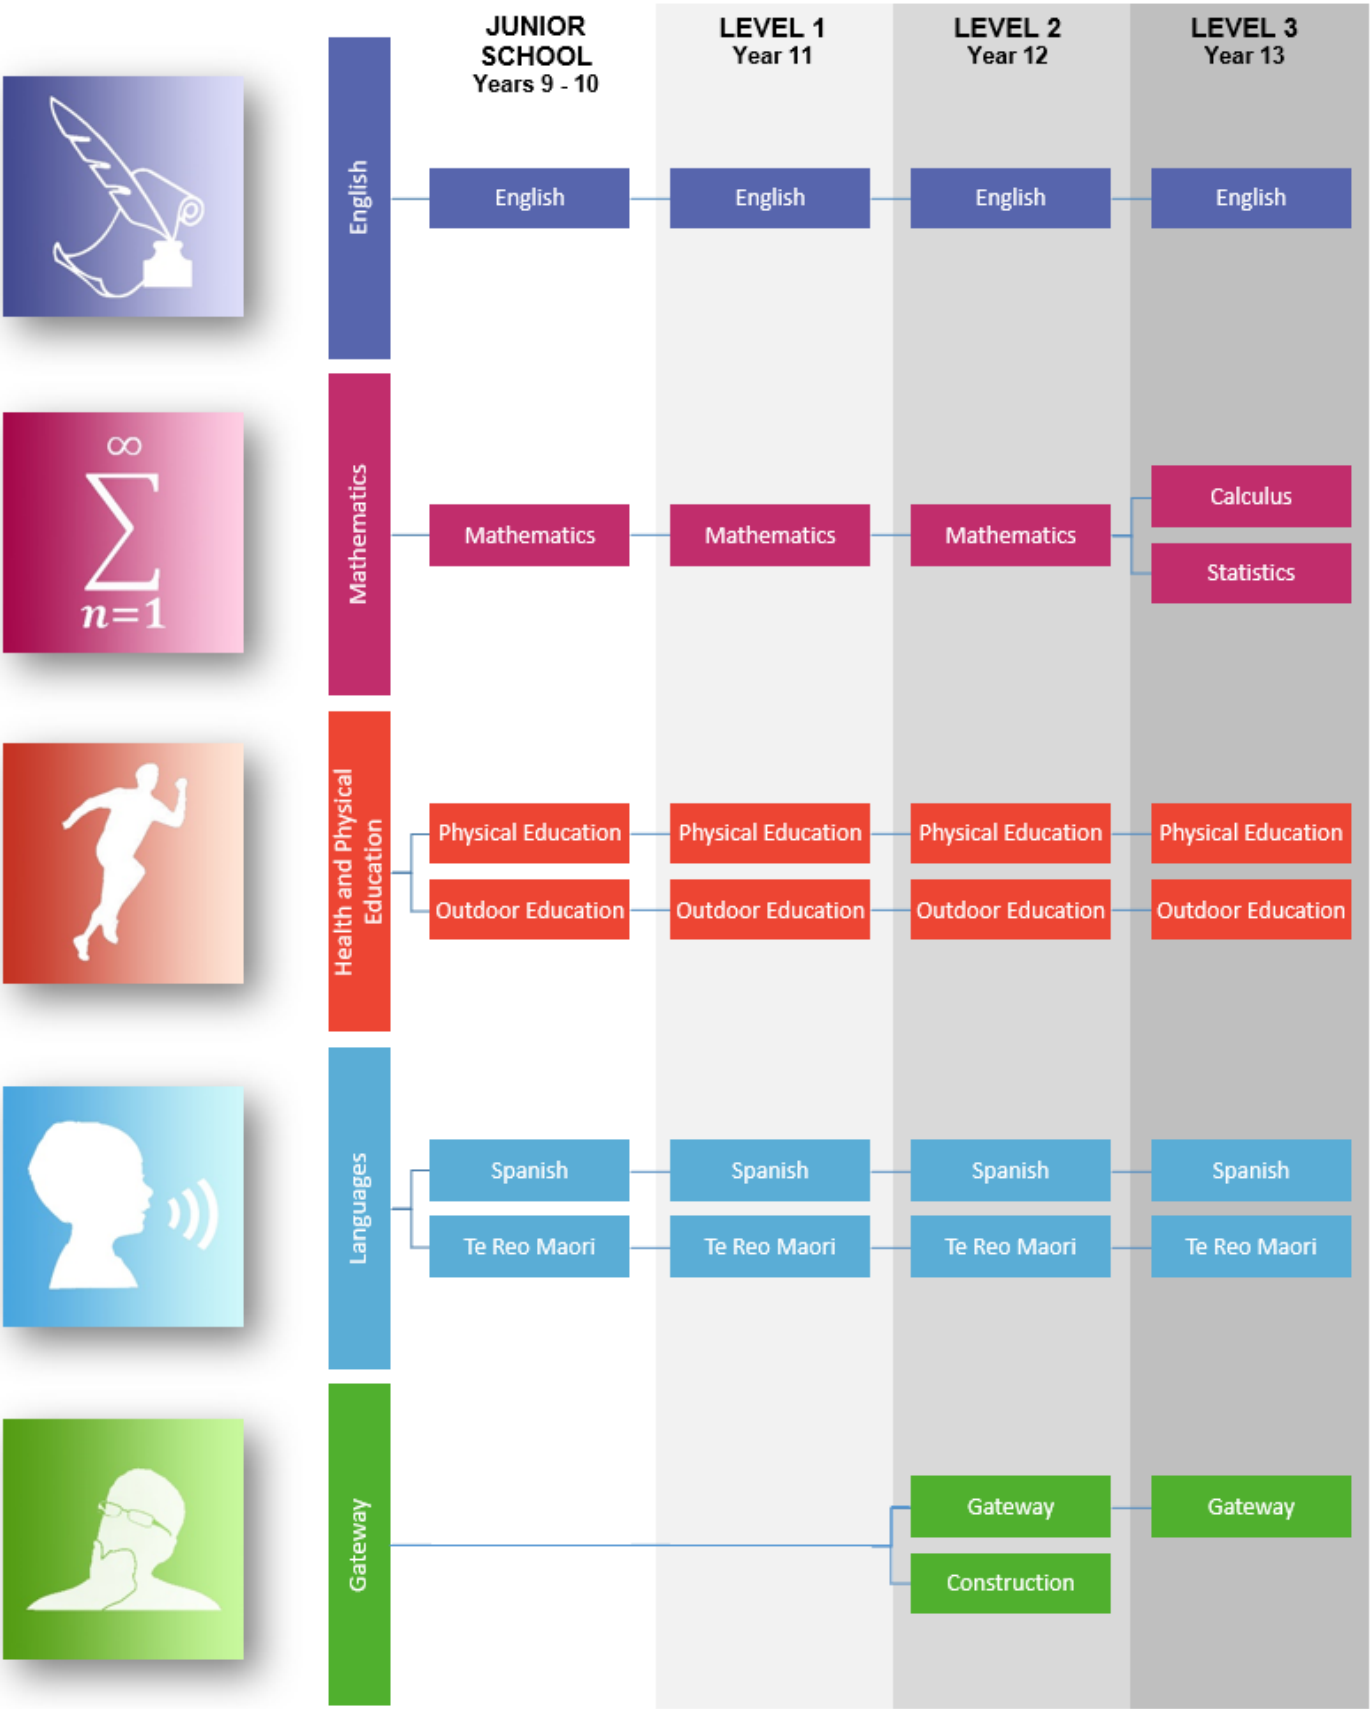 JUNIOR
SCHOOL
Years 9 - 10
LEVEL 1
Year 11
LEVEL 2
Year 12
LEVEL 3
Year 13
English
English
English
English
English
∞
∑
n=1
Mathematics
Mathematics
Mathematics
Mathematics
Calculus
Statistics
Health and Physical
Education
Physical Education
Physical Education
Physical Education
Physical Education
Outdoor Education
Outdoor Education
Outdoor Education
Outdoor Education
Languages
Spanish
Spanish
Spanish
Spanish
Te Reo Maori
Te Reo Maori
Te Reo Maori
Te Reo Maori
Gateway
Gateway
Gateway
Construction